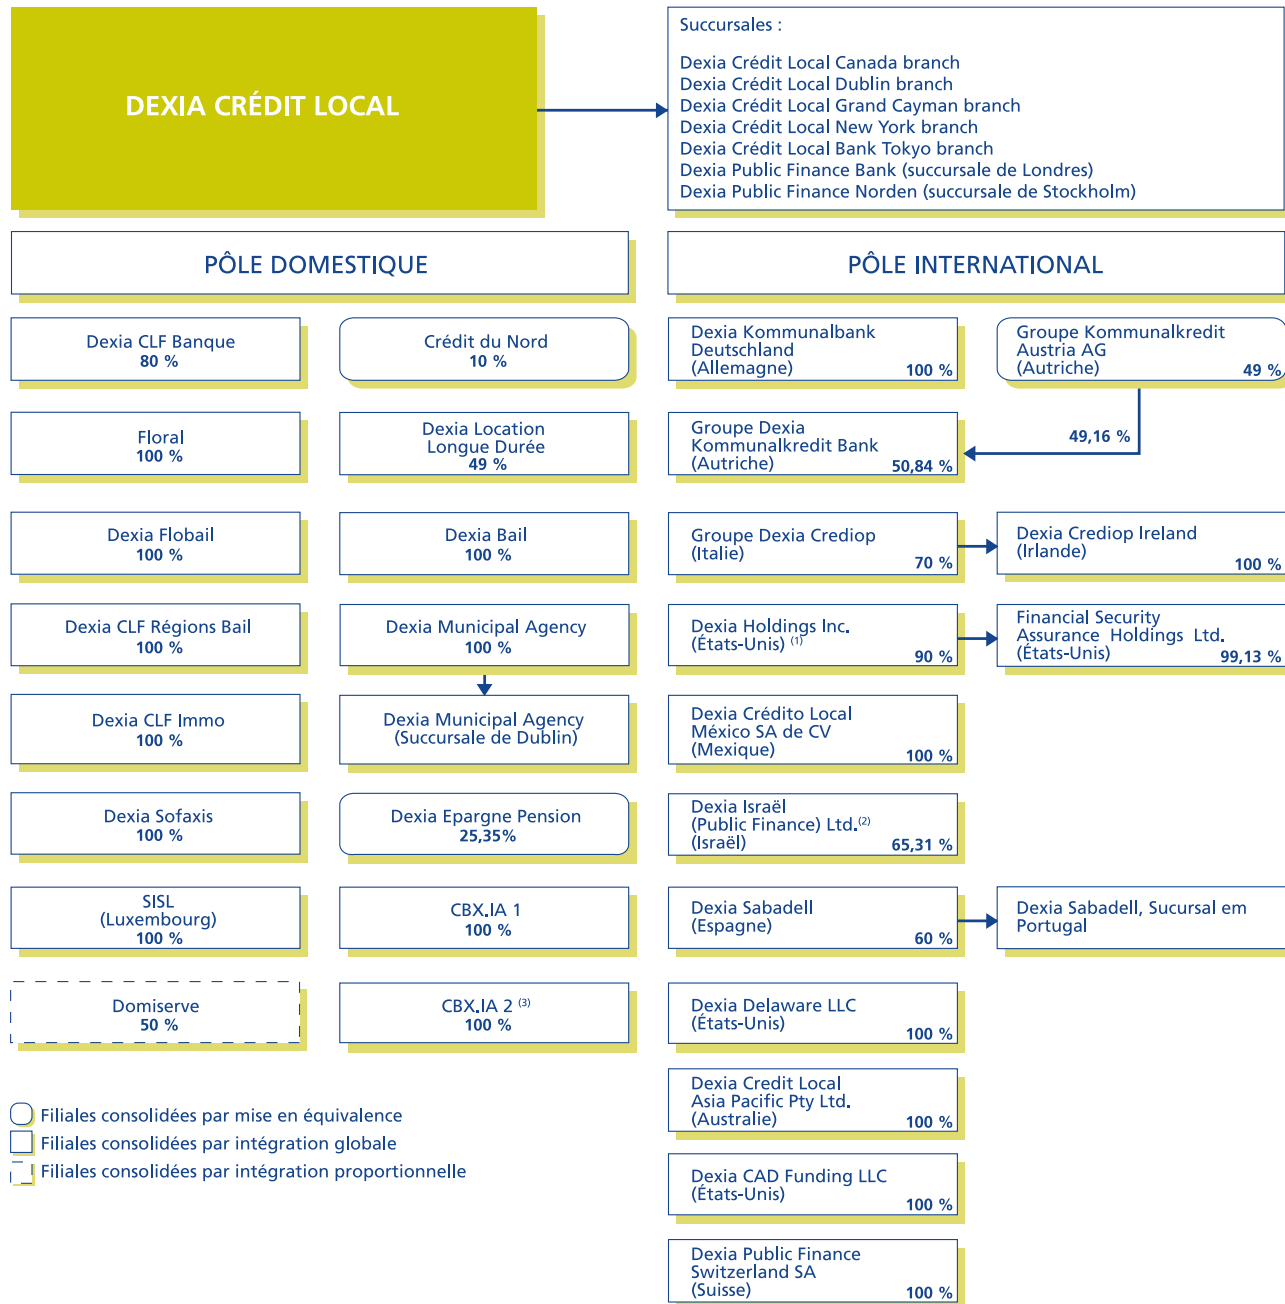 DEXIA CRÉDIT LOCAL
Succursales :
Dexia Crédit Local Canada branch
Dexia Crédit Local Dublin branch
Dexia Crédit Local Grand Cayman branch
Dexia Crédit Local New York branch
Dexia Crédit Local Bank Tokyo branch
Dexia Public Finance Bank (succursale de Londres)
Dexia Public Finance Norden (succursale de Stockholm)
PÔLE DOMESTIQUE
Dexia CLF Banque
80 %
Crédit du Nord
10 %
Floral
100 %
Dexia Location
Longue Durée
49 %
Dexia Flobail
100 %
Dexia Bail
100 %
Dexia CLF Régions Bail
100 %
Dexia Municipal Agency
100 %
Dexia CLF Immo
100 %
Dexia Municipal Agency
(Succursale de Dublin)
Dexia Sofaxis
100 %
Dexia Epargne Pension
25,35%
SISL
(Luxembourg)
100 %
CBX.IA 1
100 %
Domiserve
50 %
CBX.IA 2 (3)
100 %
PÔLE INTERNATIONAL
Dexia Kommunalbank
Deutschland
(Allemagne)
100 %
Groupe Kommunalkredit
Austria AG
(Autriche)
49 %
Groupe Dexia
Kommunalkredit Bank
(Autriche)
50,84 %
49,16 %
Groupe Dexia Crediop
(Italie)
70 %
Dexia Crediop Ireland
(Irlande)
100 %
Dexia Holdings Inc.
(États-Unis) (1)
90 %
Financial Security
Assurance Holdings Ltd.
(États-Unis)
99,13 %
Dexia Crédito Local
México SA de CV
(Mexique)
100 %
Dexia Israël
(Public Finance) Ltd.(2)
(Israël)
65,31 %
Dexia Sabadell
(Espagne)
60 %
Dexia Sabadell, Sucursal em
Portugal
Dexia Delaware LLC
(États-Unis)
100 %
Dexia Credit Local
Asia Pacific Pty Ltd.
(Australie)
100 %
Dexia CAD Funding LLC
(États-Unis)
100 %
Dexia Public Finance
Switzerland SA
(Suisse)
100 %
Filiales consolidées par mise en équivalence
Filiales consolidées par intégration globale
Filiales consolidées par intégration proportionnelle